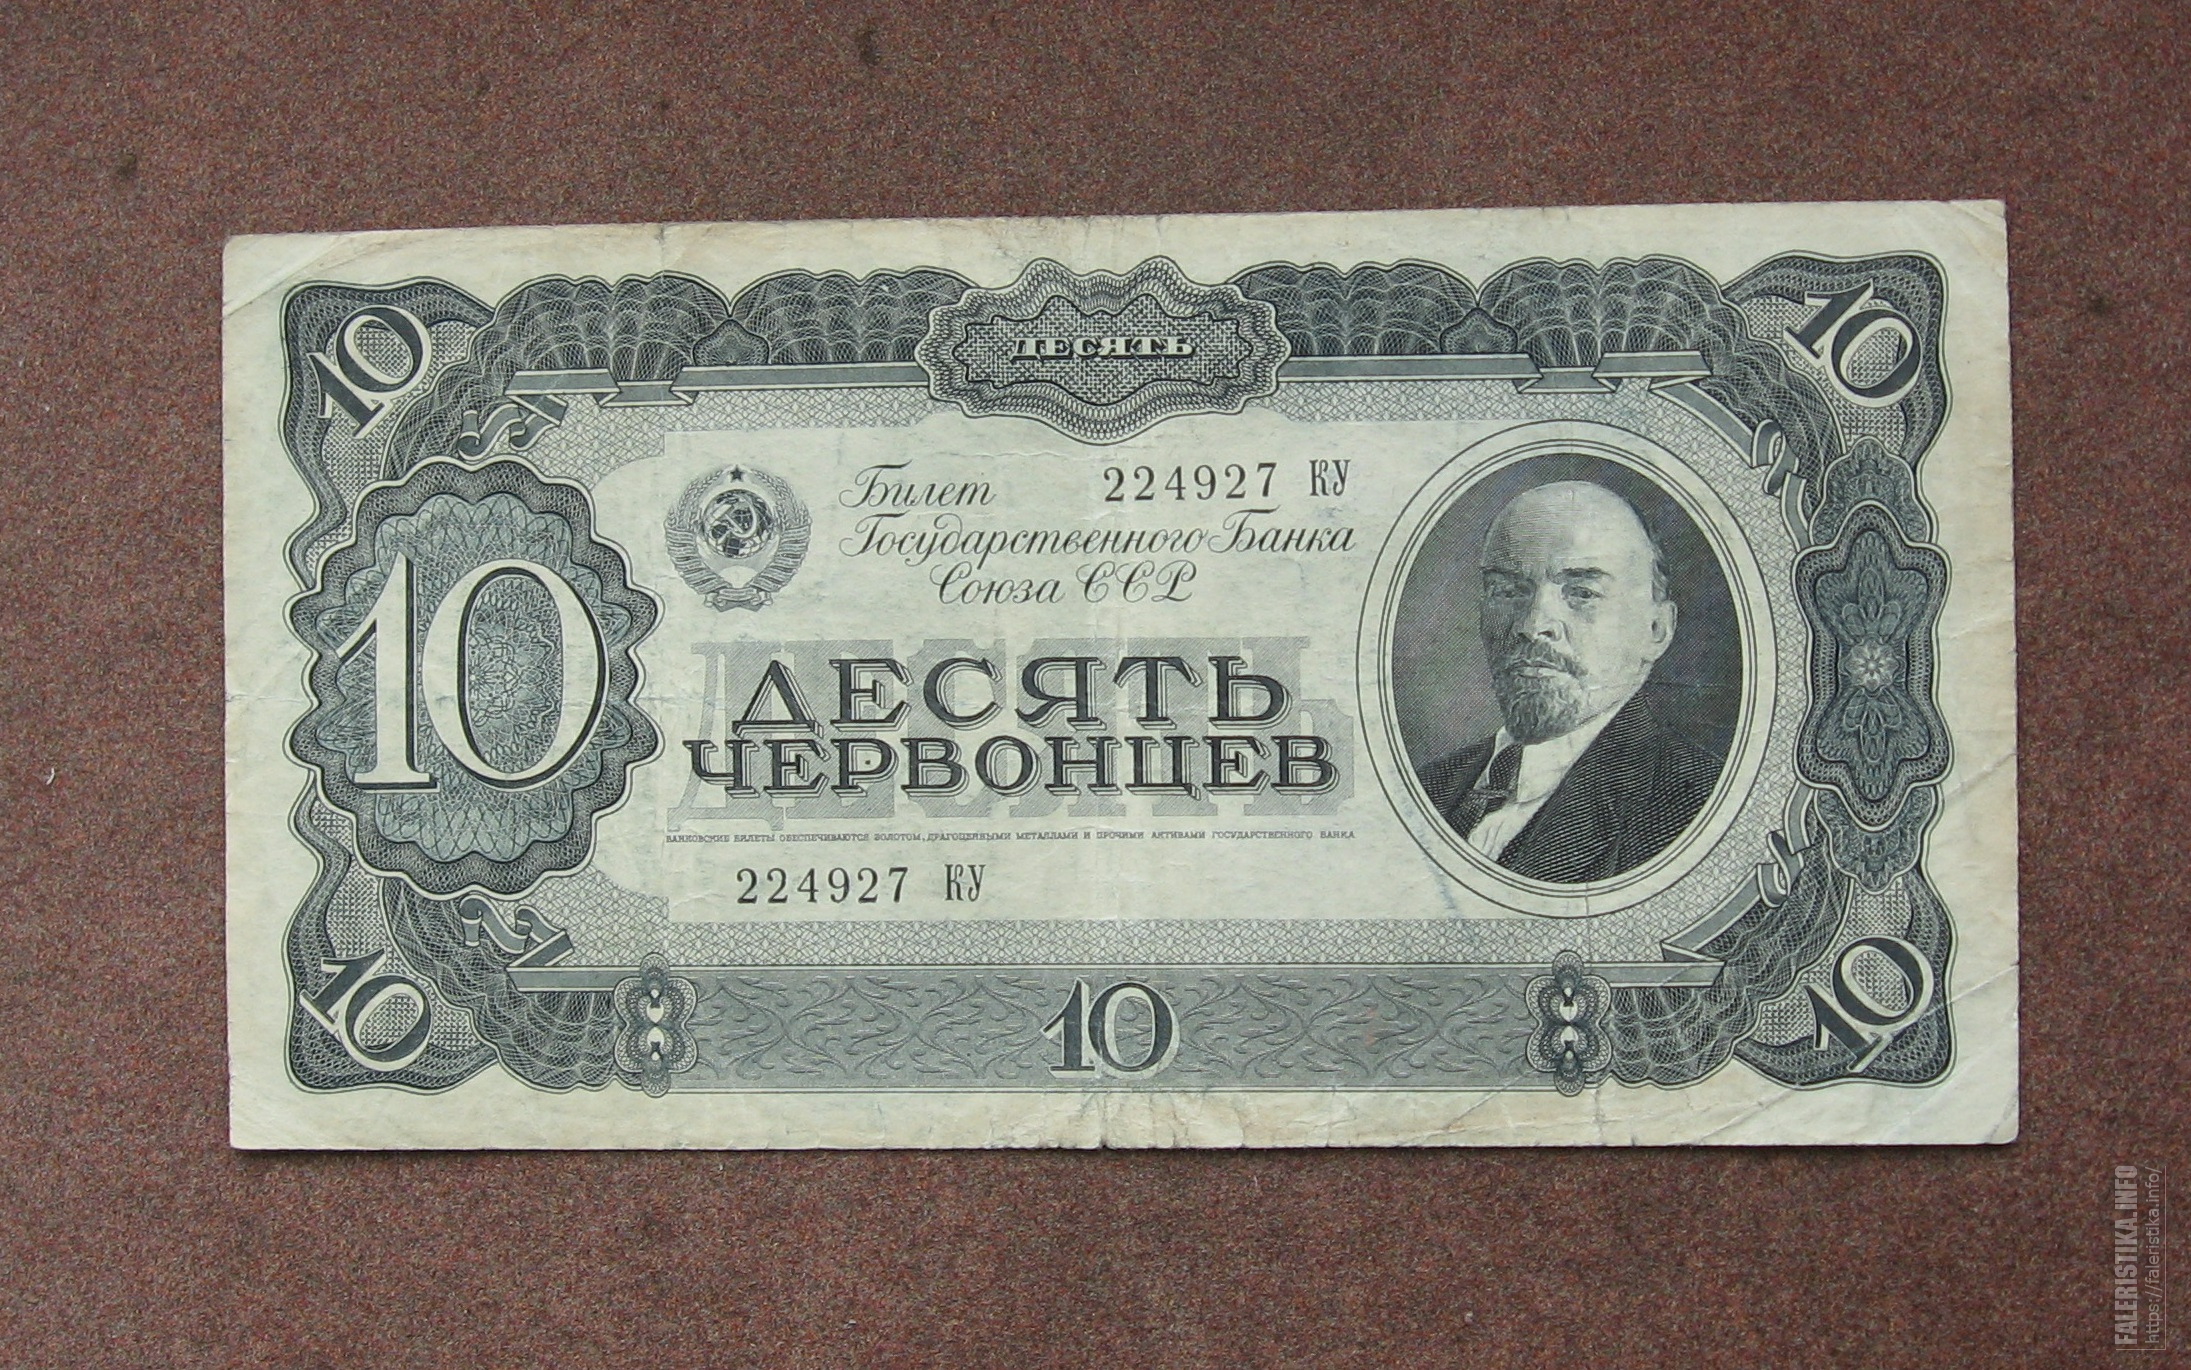 10
ДЕСЯТЬ
10
Билет 224927 КУ
Государственного Банка
Союза ССР
10
ДЕСЯТЬ
ДЕСЯТЬ
ЧЕРВОНЦЕВ
БАНКОВСКИЕ БИЛЕТЫ ОБЕСПЕЧИВАЮТСЯ ЗОЛОТОМ, ДРАГОЦЕННЫМИ МЕТАЛЛАМИ И ПРОЧИМИ АКТИВАМИ ГОСУДАРСТВЕННОГО БАНКА
224927 КУ
10
10
10
FALERISTIKA.INFO
https://faleristika.info/